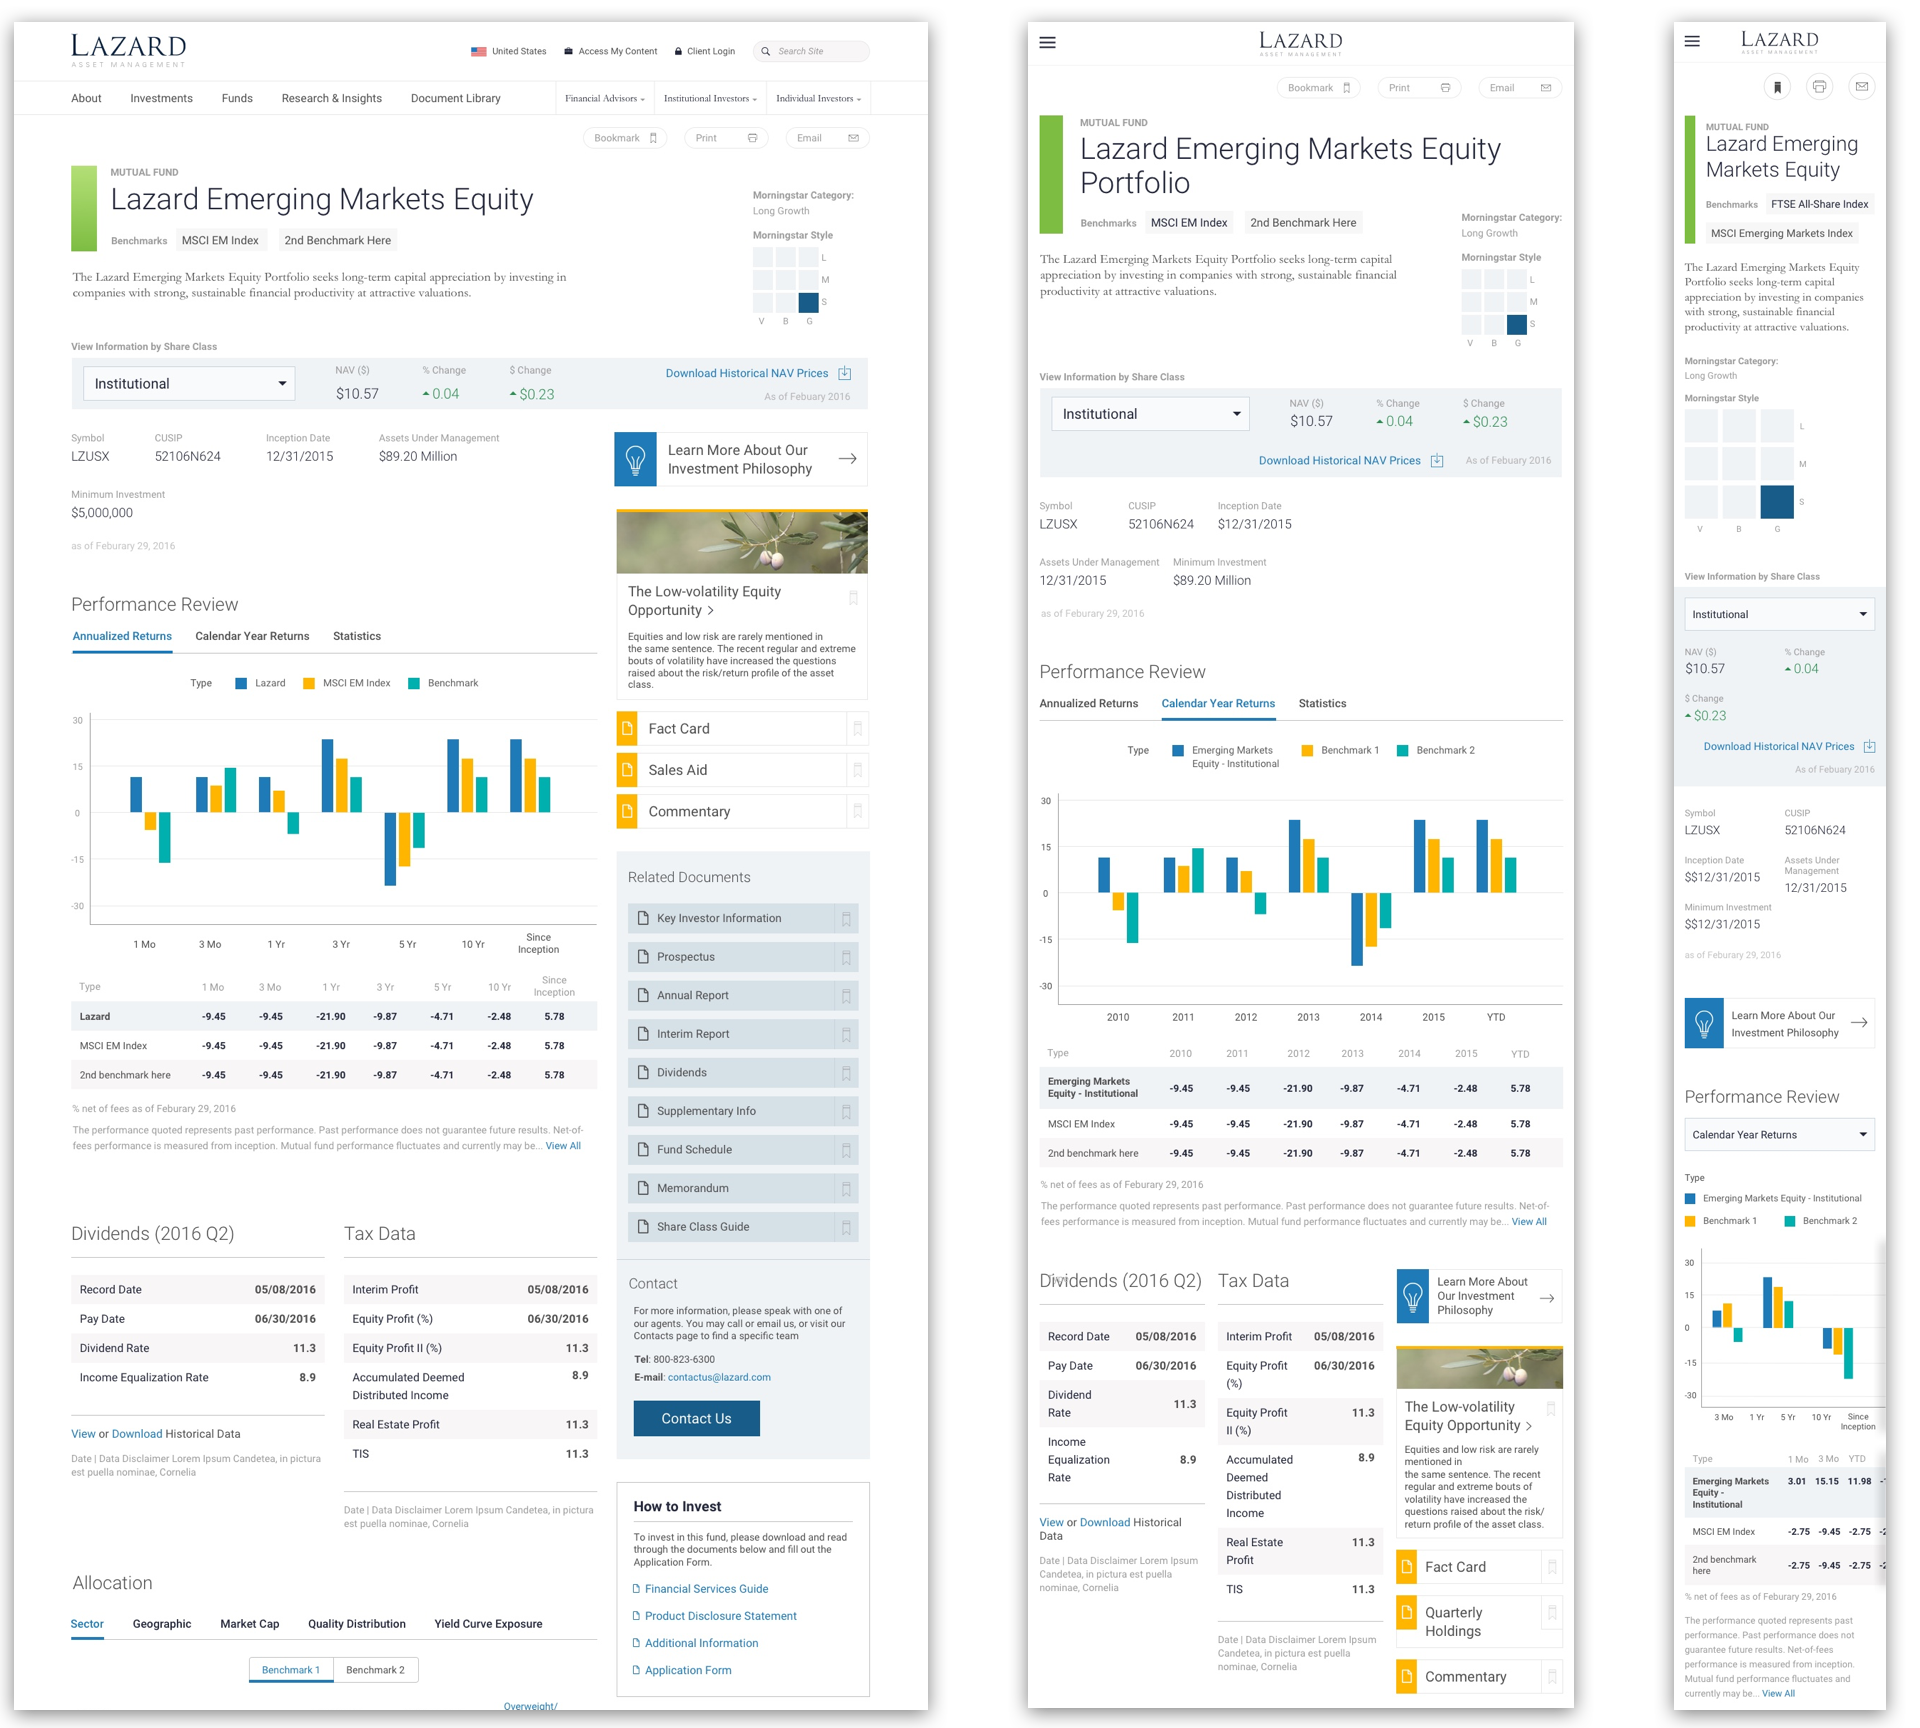 LAZARD
ASSET MANAGEMENT
United States
Access My Content
Client Login
Search Site
About
Investments
Funds
Research & Insights
Document Library
Financial Advisors
Institutional Investors
Individual Investors
Bookmark
Print
Email
MUTUAL FUND
Lazard Emerging Markets Equity
Benchmarks
MSCI EM Index
2nd Benchmark Here
The Lazard Emerging Markets Equity Portfolio seeks long-term capital appreciation by investing in
companies with strong, sustainable financial productivity at attractive valuations.
Morningstar Category:
Long Growth
Morningstar Style
L
M
S
V B G
View Information by Share Class
Institutional
NAV ($)
$10.57
% Change
0.04
$ Change
$0.23
Download Historical NAV Prices
As of Febuary 2016
Symbol
LZUSX
CUSIP
52106N624
Inception Date
12/31/2015
Assets Under Management
$89.20 Million
Minimum Investment
$5,000,000
as of Feburary 29, 2016
Performance Review
Annualized Returns
Calendar Year Returns
Statistics
Type Lazard MSCI EM Index Benchmark
30
15
0
-15
-30
1 Mo 3 Mo 1 Yr 3 Yr 5 Yr 10 Yr Since
Inception
Type 1 Mo 3 Mo 1 Yr 3 Yr 5 Yr 10 Yr Since
Inception
Lazard -9.45 -9.45 -21.90 -9.87 -4.71 -2.48 5.78
MSCI EM Index -9.45 -9.45 -21.90 -9.87 -4.71 -2.48 5.78
2nd benchmark here -9.45 -9.45 -21.90 -9.87 -4.71 -2.48 5.78
% net of fees as of Feburary 29, 2016
The performance quoted represents past performance. Past performance does not guarantee future results. Net-of-
fees performance is measured from inception. Mutual fund performance fluctuates and currently may be... View All
Dividends (2016 Q2)
Record Date 05/08/2016
Pay Date 06/30/2016
Dividend Rate 11.3
Income Equalization Rate 8.9
View or Download Historical Data
Date | Data Disclaimer Lorem Ipsum Candetea, in pictura
est puella nominae, Cornelia
Tax Data
Interim Profit 05/08/2016
Equity Profit (%) 06/30/2016
Equity Profit II (%) 11.3
Accumulated Deemed 8.9
Distributed Income
Real Estate Profit 11.3
TIS 11.3
Date | Data Disclaimer Lorem Ipsum Candetea, in pictura
est puella nominae, Cornelia
Allocation
Sector
Geographic
Market Cap
Quality Distribution
Yield Curve Exposure
Benchmark 1
Benchmark 2
Overweight/
Learn More About Our
Investment Philosophy
The Low-volatility Equity
Opportunity >
Equities and low risk are rarely mentioned in
the same sentence. The recent regular and extreme
bouts of volatility have increased the questions
raised about the risk/return profile of the asset
class.
Fact Card
Sales Aid
Commentary
Related Documents
Key Investor Information
Prospectus
Annual Report
Interim Report
Dividends
Supplementary Info
Fund Schedule
Memorandum
Share Class Guide
Contact
For more information, please speak with one of
our agents. You may call or email us, or visit our
Contacts page to find a specific team
Tel: 800-823-6300
E-mail: contactus@lazard.com
Contact Us
How to Invest
To invest in this fund, please download and read
through the documents below and fill out the
Application Form.
Financial Services Guide
Product Disclosure Statement
Additional Information
Application Form
LAZARD
ASSET MANAGEMENT
Bookmark
Print
Email
MUTUAL FUND
Lazard Emerging Markets Equity
Portfolio
Benchmarks
MSCI EM Index
2nd Benchmark Here
The Lazard Emerging Markets Equity Portfolio seeks long-term capital
appreciation by investing in companies with strong, sustainable financial
productivity at attractive valuations.
Morningstar Category:
Long Growth
Morningstar Style
L
M
S
V B G
View Information by Share Class
Institutional
NAV ($)
$10.57
% Change
0.04
$ Change
$0.23
Download Historical NAV Prices
As of Febuary 2016
Symbol
LZUSX
CUSIP
52106N624
Inception Date
$12/31/2015
Assets Under Management
12/31/2015
Minimum Investment
$89.20 Million
as of Feburary 29, 2016
Performance Review
Annualized Returns
Calendar Year Returns
Statistics
Type Emerging Markets Benchmark 1 Benchmark 2
Equity - Institutional
30
15
0
-15
-30
2010 2011 2012 2013 2014 2015 YTD
Type 2010 2011 2012 2013 2014 2015 YTD
Emerging Markets
Equity - Institutional -9.45 -9.45 -21.90 -9.87 -4.71 -2.48 5.78
MSCI EM Index -9.45 -9.45 -21.90 -9.87 -4.71 -2.48 5.78
2nd benchmark here -9.45 -9.45 -21.90 -9.87 -4.71 -2.48 5.78
% net of fees as of Feburary 29, 2016
The performance quoted represents past performance. Past performance does not guarantee future results. Net-of-
fees performance is measured from inception. Mutual fund performance fluctuates and currently may be... View All
Dividends (2016 Q2)
Record Date 05/08/2016
Pay Date 06/30/2016
Dividend
Rate 11.3
Income
Equalization 8.9
Rate
View or Download Historical
Data
Date | Data Disclaimer Lorem Ipsum
Candetea, in pictura est puella
nominae, Cornelia
Tax Data
Interim Profit 05/08/2016
Equity Profit 06/30/2016
(%)
Equity Profit 11.3
II (%)
Accumulated 8.9
Deemed
Distributed
Income
Real Estate 11.3
Profit
TIS 11.3
Date | Data Disclaimer Lorem Ipsum
Candetea, in pictura est puella
nominae, Cornelia
Learn More About
Our Investment
Philosophy
The Low-volatility
Equity Opportunity >
Equities and low risk are rarely
mentioned in
the same sentence. The recent
regular and extreme bouts of
volatility have increased the
questions raised about the risk/
return profile of the asset class.
Fact Card
Quarterly
Holdings
Commentary
LAZARD
ASSET MANAGEMENT
MUTUAL FUND
Lazard Emerging
Markets Equity
Benchmarks
FTSE All-Share Index
MSCI Emerging Markets Index
The Lazard Emerging Markets Equity
Portfolio seeks long-term capital
appreciation by investing in companies
with strong, sustainable financial
productivity at attractive valuations.
Morningstar Category:
Long Growth
Morningstar Style
L
M
S
V B G
View Information by Share Class
Institutional
NAV ($)
$10.57
% Change
0.04
$ Change
$0.23
Download Historical NAV Prices
As of Febuary 2016
Symbol
LZUSX
CUSIP
52106N624
Inception Date
$$12/31/2015
Assets Under
Management
12/31/2015
Minimum Investment
$$12/31/2015
as of Feburary 29, 2016
Learn More About Our
Investment Philosophy
Performance Review
Calendar Year Returns
Type
Emerging Markets Equity - Institutional
Benchmark 1 Benchmark 2
30
15
0
-15
-30
3 Mo 1 Yr 5 Yr 10 Yr Since
Inception
Type 1 Mo 3 Mo YTD
Emerging Markets 3.01 15.15 11.98
Equity -
Institutional
MSCI EM Index -2.75 -9.45 -2.75
2nd benchmark -2.75 -9.45 -2.75
here
% net of fees as of Feburary 29, 2016
The performance quoted represents past
performance. Past performance does not
guarantee future results. Net-of-fees
performance is measured from inception.
Mutual fund performance fluctuates and
currently may be... View All